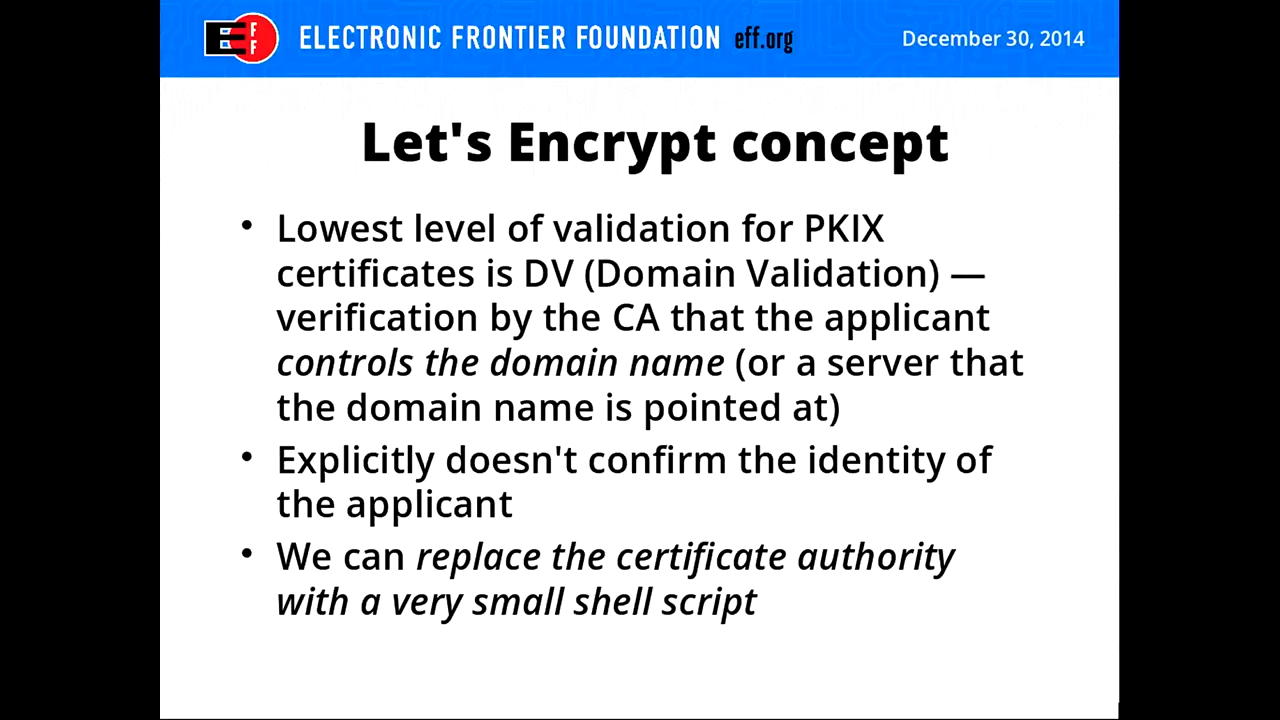 EFF ELECTRONIC FRONTIER FOUNDATION eff.org December 30, 2014
Let's Encrypt concept
• Lowest level of validation for PKIX
certificates is DV (Domain Validation) —
verification by the CA that the applicant
controls the domain name (or a server that
the domain name is pointed at)
• Explicitly doesn't confirm the identity of
the applicant
• We can replace the certificate authority
with a very small shell script